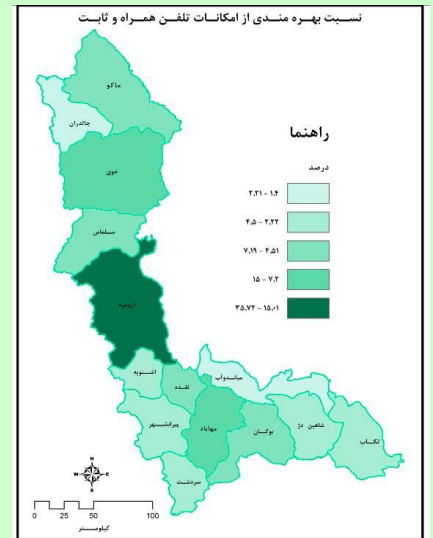 نسبت بهره مندی از امکانات تلفن همراه و ثابت
ماکو
چالدران
خوی
سلماس
ارومیه
اشنویه
نقده
میاندوآب
پیرانشهر
مهاباد
بوکان
شاهین دژ
تکاب
سردشت
راهنما
درصد
۱,۴ - ۲,۲۱
۲,۲۲ - ۴,۵
۴,۵۱ - ۷,۱۹
۷,۲ - ۱۵
۱۵,۰۱ - ۳۵,۷۲
N
W E
S
0 25 50 100
کیلومتر